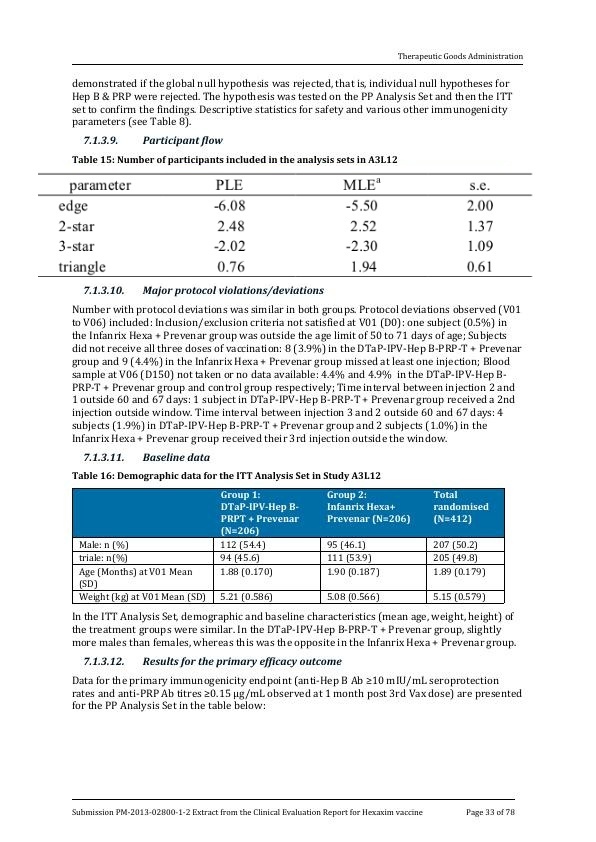 Therapeutic Goods Administration
demonstrated if the global null hypothesis was rejected, that is, individual null hypotheses for
Hep B & PRP were rejected. The hypothesis was tested on the PP Analysis Set and then the ITT
set to confirm the findings. Descriptive statistics for safety and various other immunogenicity
parameters (see Table 8).
7.1.3.9. Participant flow
Table 15: Number of participants included in the analysis sets in A3L12
parameter PLE MLEᵃ s.e.
edge -6.08 -5.50 2.00
2-star 2.48 2.52 1.37
3-star -2.02 -2.30 1.09
triangle 0.76 1.94 0.61
7.1.3.10. Major protocol violations/deviations
Number with protocol deviations was similar in both groups. Protocol deviations observed (V01
to V06) included: Inclusion/exclusion criteria not satisfied at V01 (D0): one subject (0.5%) in
the Infanrix Hexa + Prevenar group was outside the age limit of 50 to 71 days of age; Subjects
did not receive all three doses of vaccination: 8 (3.9%) in the DTaP-IPV-Hep B-PRP-T + Prevenar
group and 9 (4.4%) in the Infanrix Hexa + Prevenar group missed at least one injection; Blood
sample at V06 (D150) not taken or no data available: 4.4% and 4.9% in the DTaP-IPV-Hep B-
PRP-T + Prevenar group and control group respectively; Time interval between injection 2 and
1 outside 60 and 67 days: 1 subject in DTaP-IPV-Hep B-PRP-T + Prevenar group received a 2nd
injection outside window. Time interval between injection 3 and 2 outside 60 and 67 days: 4
subjects (1.9%) in DTaP-IPV-Hep B-PRP-T + Prevenar group and 2 subjects (1.0%) in the
Infanrix Hexa + Prevenar group received their 3rd injection outside the window.
7.1.3.11. Baseline data
Table 16: Demographic data for the ITT Analysis Set in Study A3L12
Group 1: Group 2: Total
DTaP-IPV-Hep B- Infanrix Hexa+ randomised
PRPT + Prevenar Prevenar (N=206) (N=412)
(N=206)
Male: n (%) 112 (54.4) 95 (46.1) 207 (50.2)
triale: n(%) 94 (45.6) 111 (53.9) 205 (49.8)
Age (Months) at V01 Mean 1.88 (0.170) 1.90 (0.187) 1.89 (0.179)
(SD)
Weight (kg) at V01 Mean (SD) 5.21 (0.586) 5.08 (0.566) 5.15 (0.579)
In the ITT Analysis Set, demographic and baseline characteristics (mean age, weight, height) of
the treatment groups were similar. In the DTaP-IPV-Hep B-PRP-T + Prevenar group, slightly
more males than females, whereas this was the opposite in the Infanrix Hexa + Prevenar group.
7.1.3.12. Results for the primary efficacy outcome
Data for the primary immunogenicity endpoint (anti-Hep B Ab ≥10 mIU/mL seroprotection
rates and anti-PRP Ab titres ≥0.15 µg/mL observed at 1 month post 3rd Vax dose) are presented
for the PP Analysis Set in the table below:
Submission PM-2013-02800-1-2 Extract from the Clinical Evaluation Report for Hexaxim vaccine Page 33 of 78